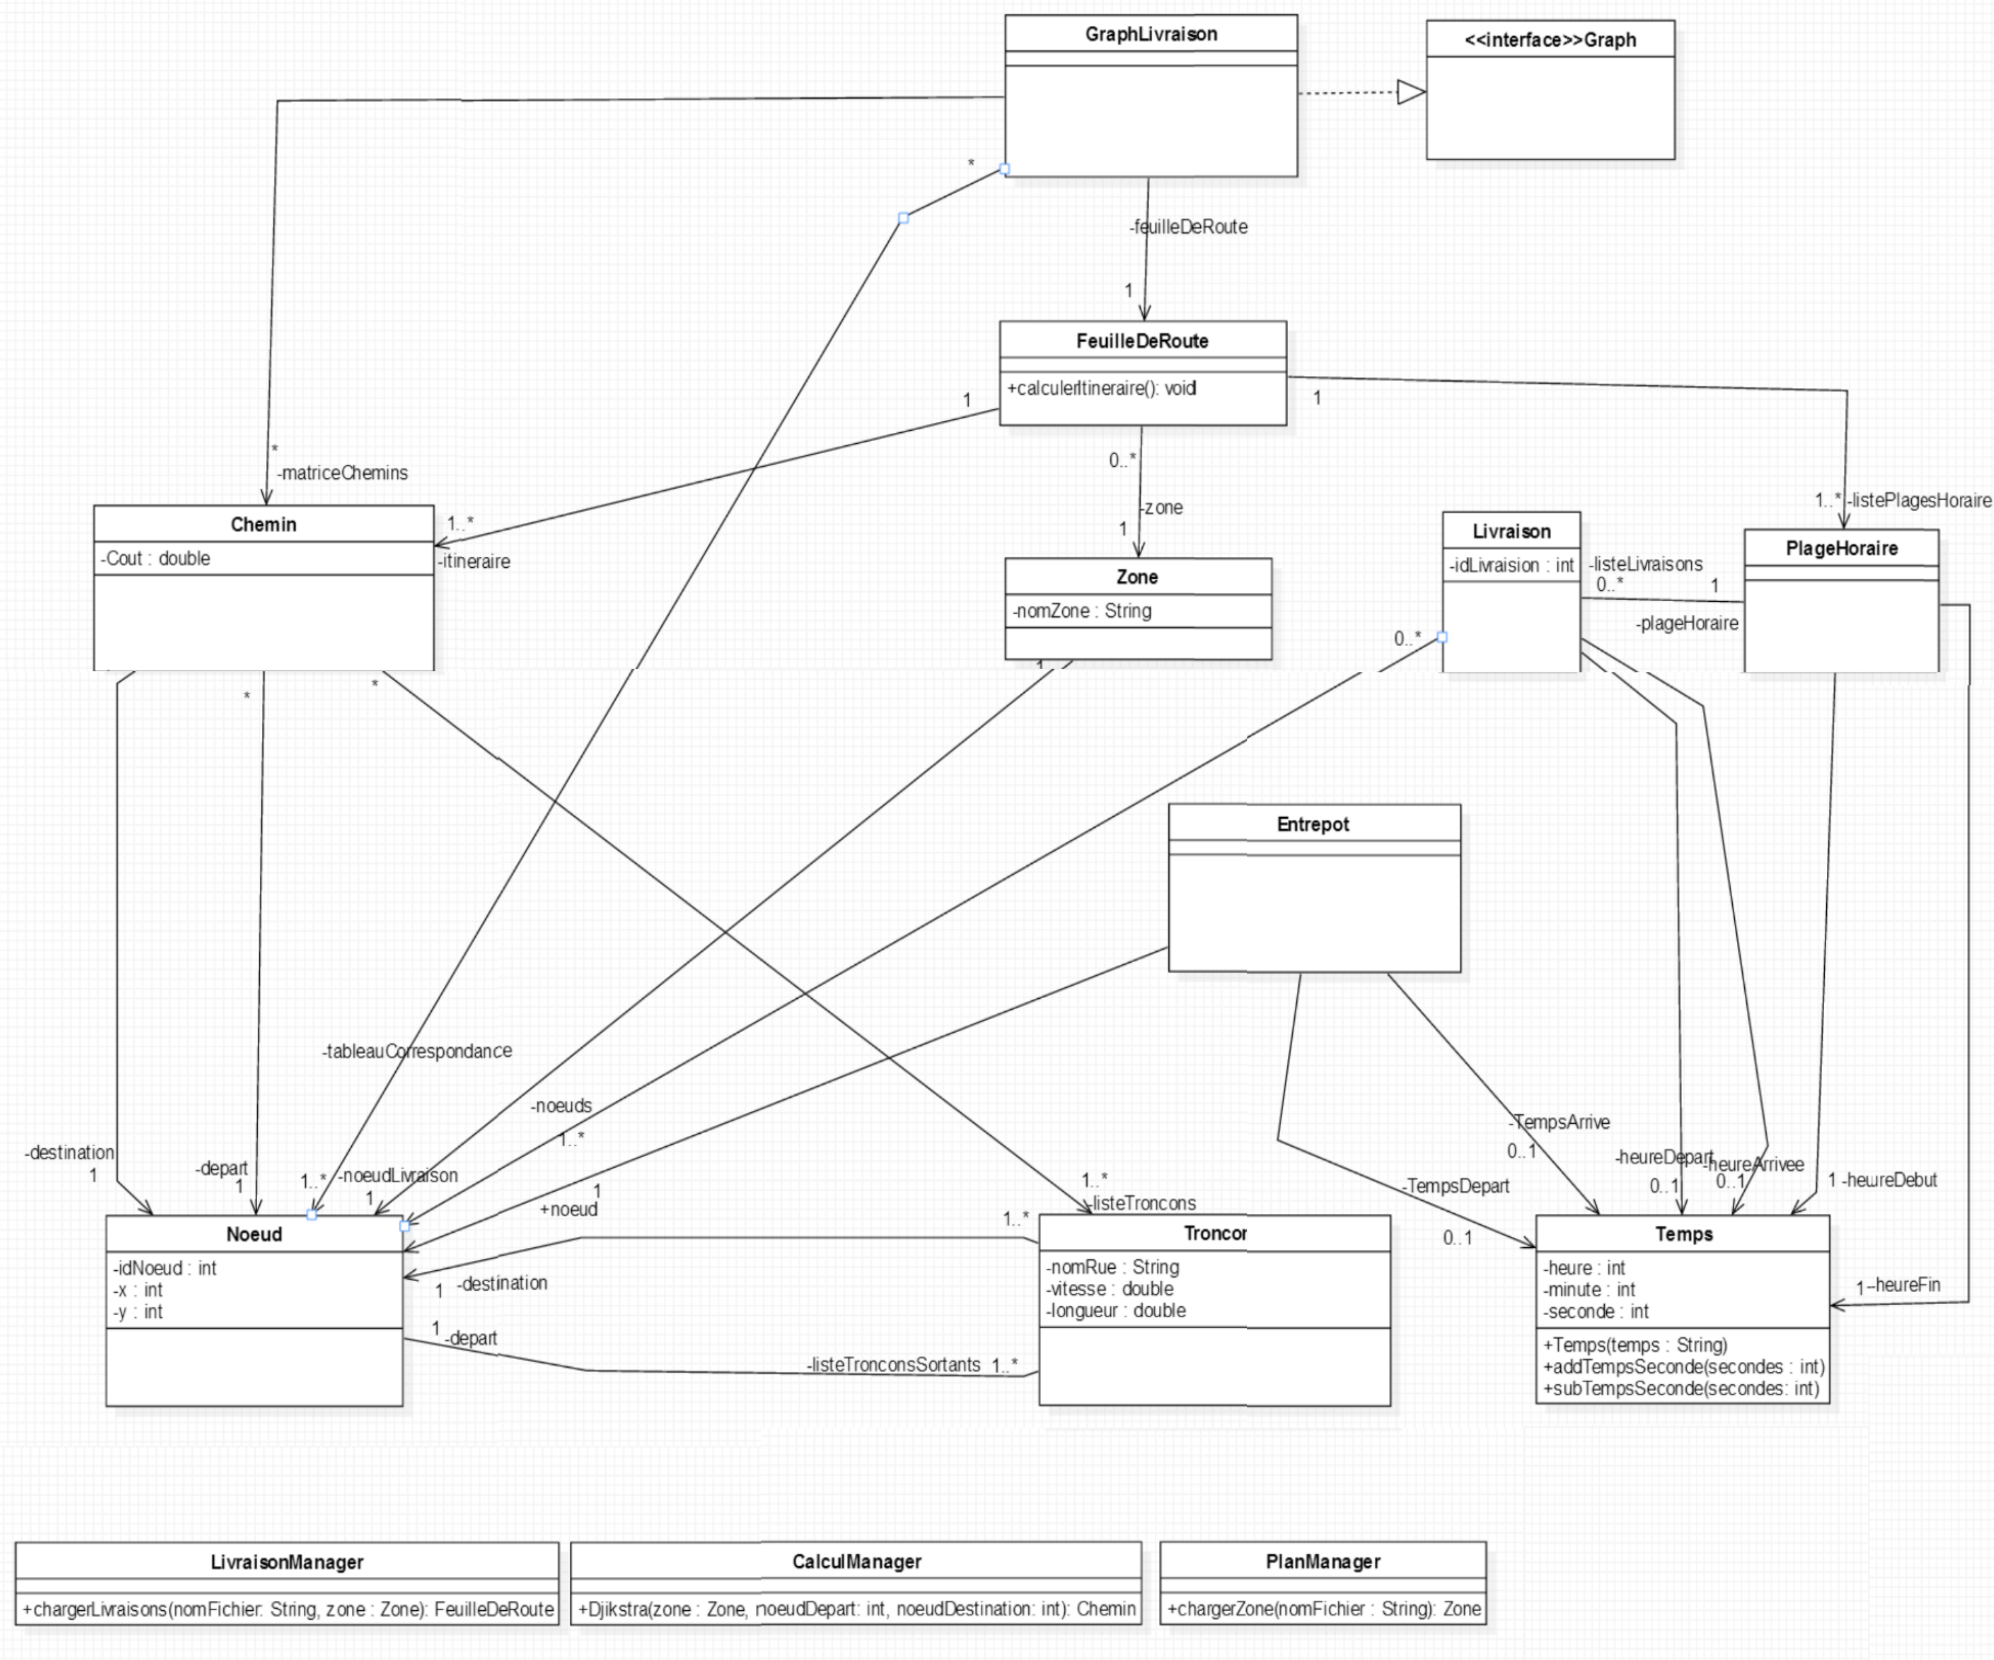 GraphLivraison
<<interface>>Graph
*
-feuilleDeRoute
1
FeuilleDeRoute
+calculerItineraire(): void
1
1
*
-matriceChemins
0..*
-zone
1
1..*
-itineraire
1..*
-listePlagesHoraire
Chemin
-Cout : double
Zone
-nomZone : String
Livraison
-idLivraision : int
-listeLivraisons
0..*
1
-plageHoraire
PlageHoraire
0..*
1
*
*
Entrepot
-tableauCorrespondance
-noeuds
1..*
-destination
1
-depart
1
1..*
-noeudLivraison
1
1
+noeud
1..*
-listeTroncons
-TempsArrive
0..1
-TempsDepart
0..1
-heureDepart
0..1
-heureArrivee
0..1
1
-heureDebut
1
-heureFin
Noeud
-idNoeud : int
-x : int
-y : int
1..*
1
-destination
1
-depart
-listeTronconsSortants
1..*
Troncor
-nomRue : String
-vitesse : double
-longueur : double
Temps
-heure : int
-minute : int
-seconde : int
+Temps(temps : String)
+addTempsSeconde(secondes : int)
+subTempsSeconde(secondes: int)
LivraisonManager
+chargerLivraisons(nomFichier: String, zone : Zone): FeuilleDeRoute
CalculManager
+Djikstra(zone : Zone, noeudDepart: int, noeudDestination: int): Chemin
PlanManager
+chargerZone(nomFichier : String): Zone